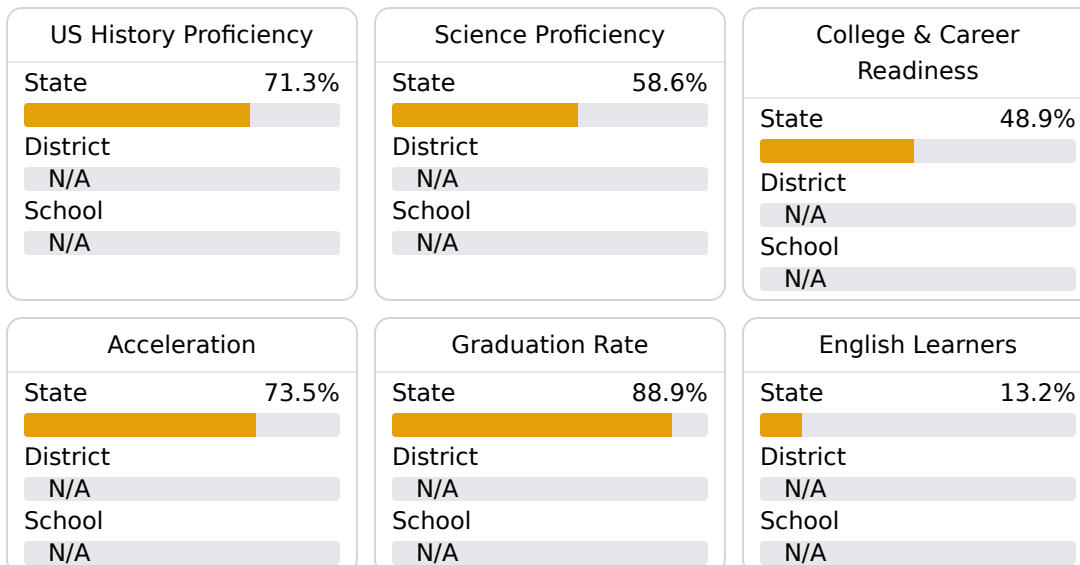 US History Proficiency
State 71.3%
District
N/A
School
N/A
Science Proficiency
State 58.6%
District
N/A
School
N/A
College & Career
Readiness
State 48.9%
District
N/A
School
N/A
Acceleration
State 73.5%
District
N/A
School
N/A
Graduation Rate
State 88.9%
District
N/A
School
N/A
English Learners
State 13.2%
District
N/A
School
N/A